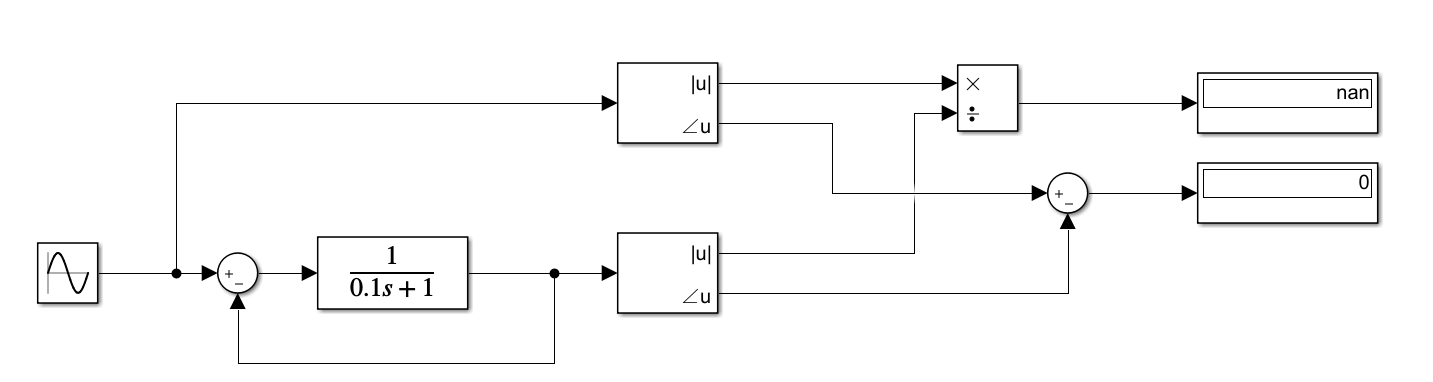 |u|
∠u
×
÷
nan
+
−
0
+
−
1
0.1s + 1
|u|
∠u